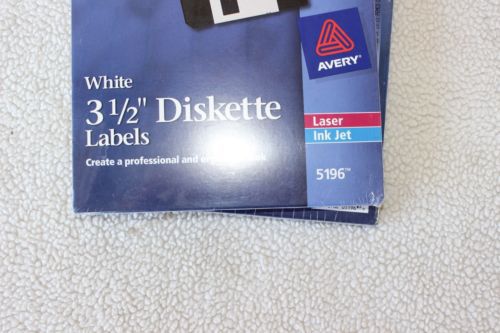 AVERY
White
3 1/2" Diskette
Labels
Create a professional and
Laser
Ink Jet
5196™